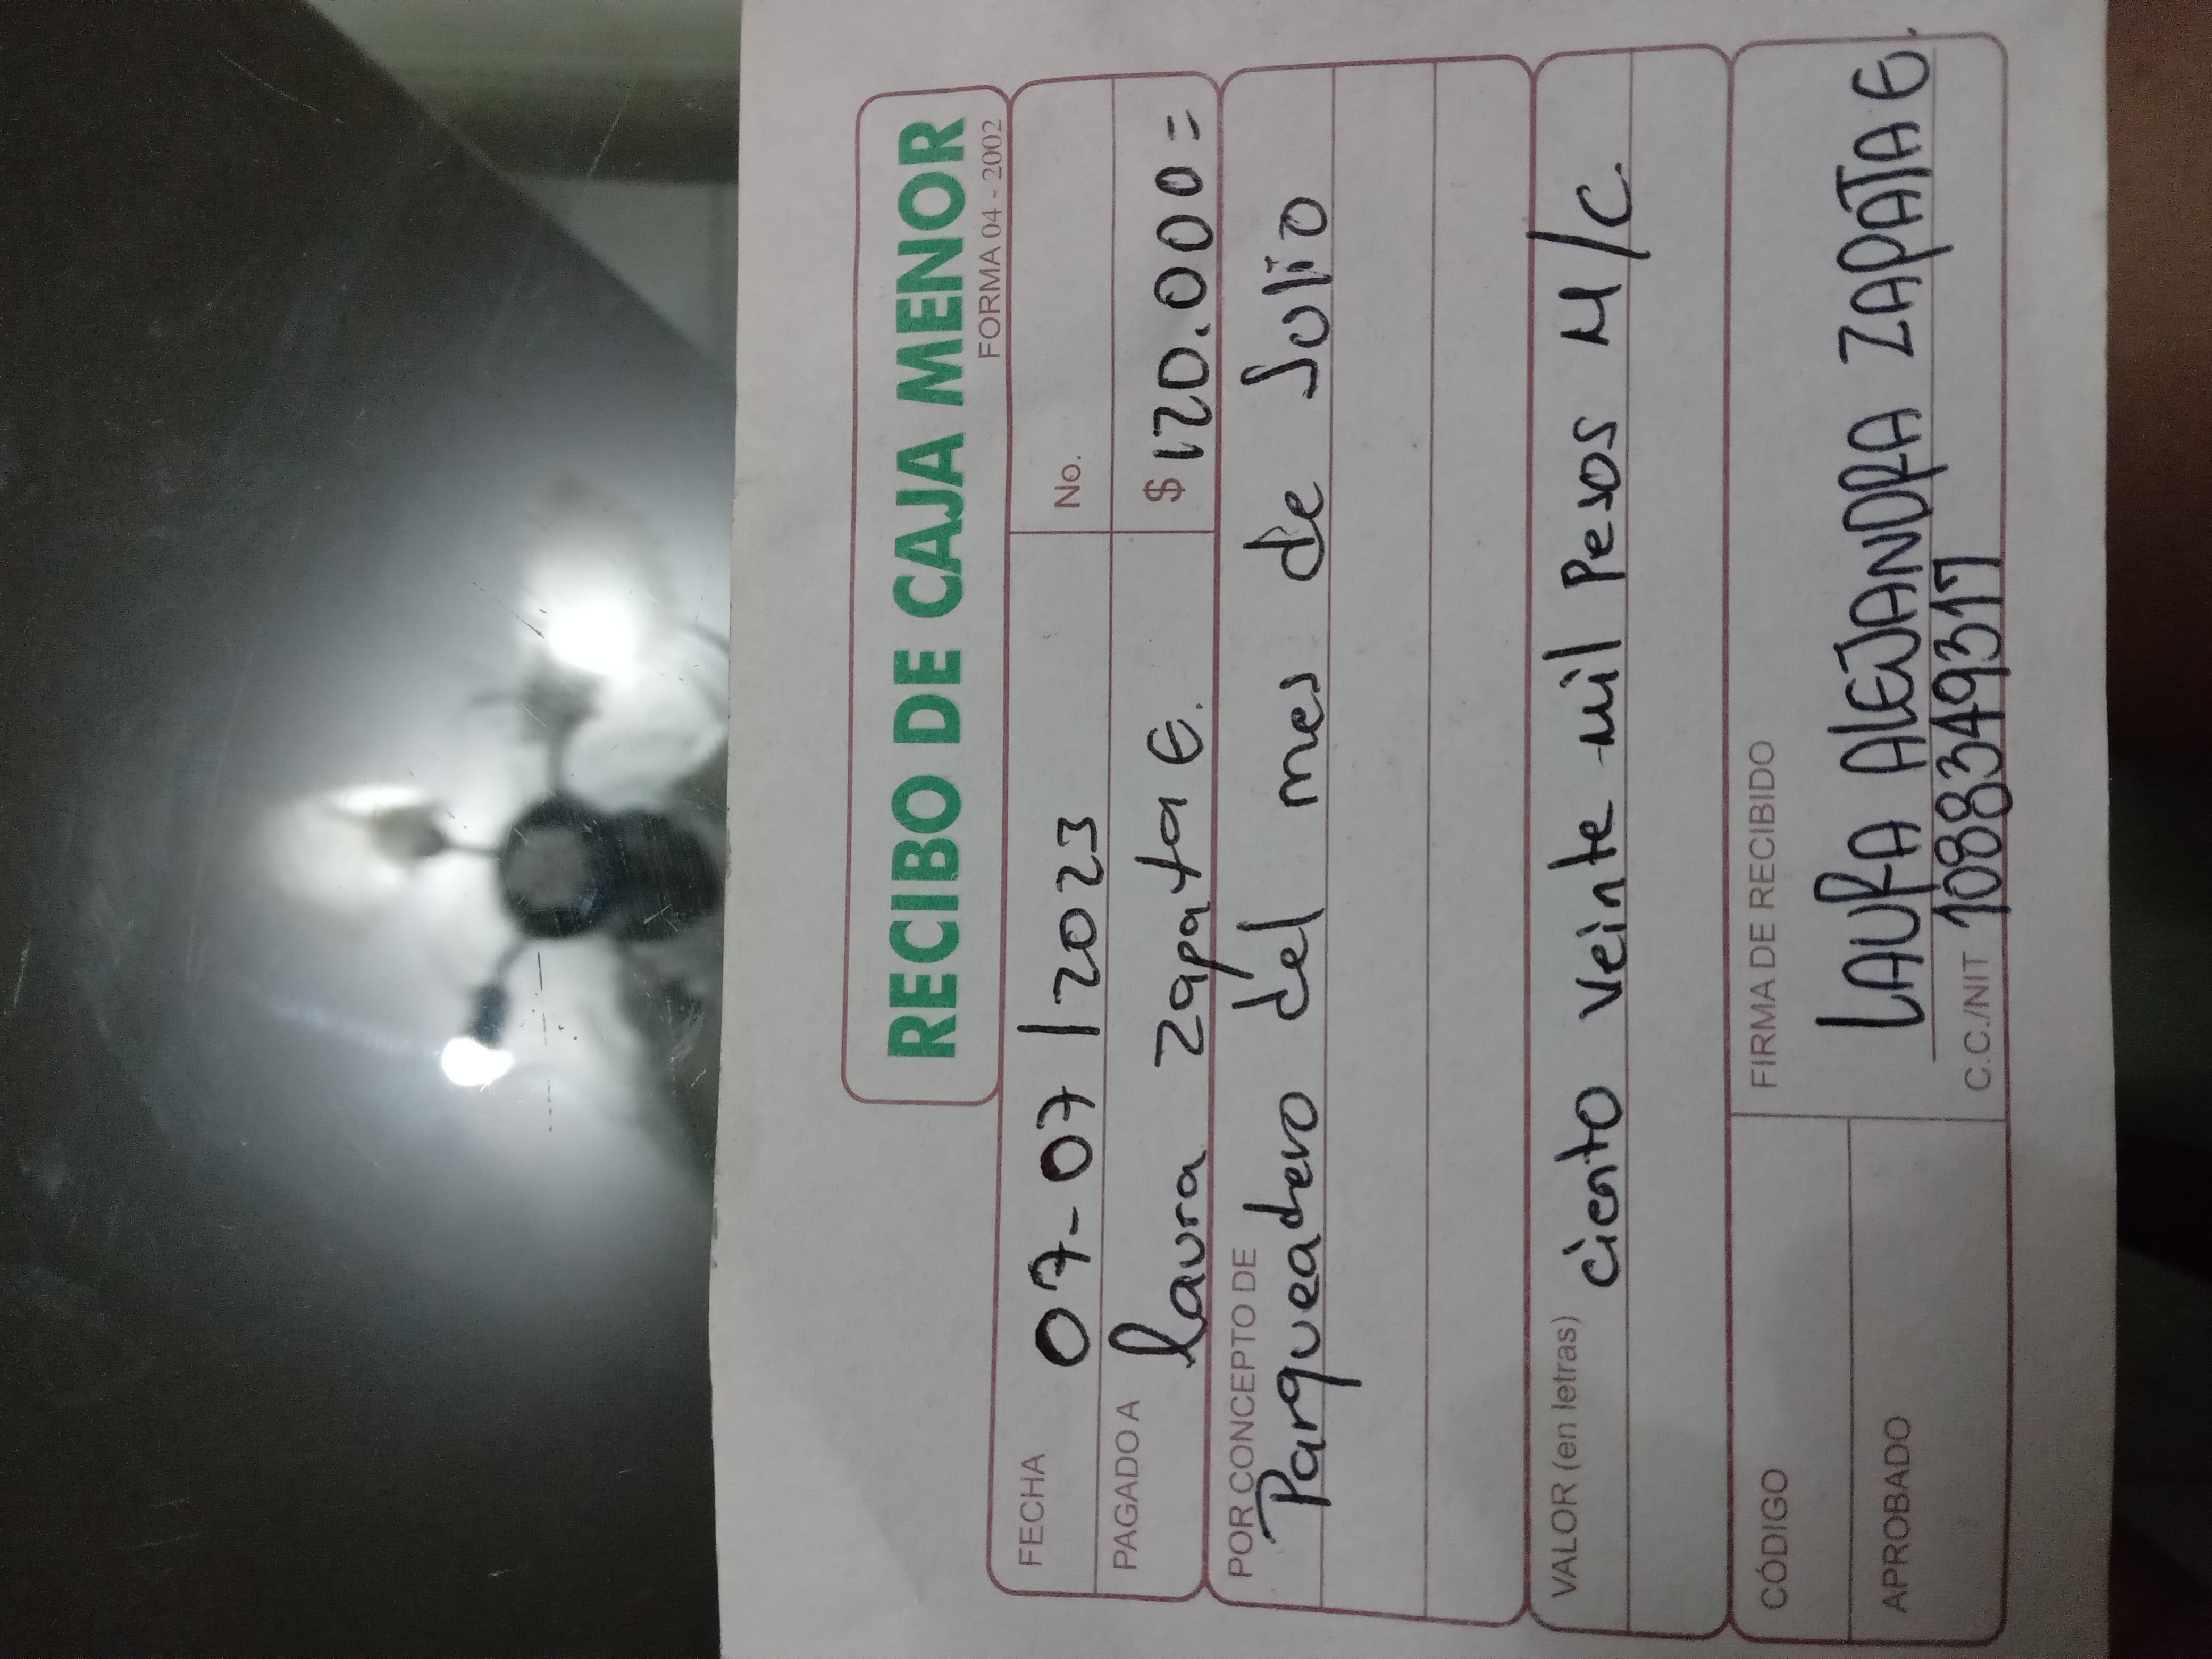 RECIBO DE CAJA MENOR
FORMA 04 - 2002
FECHA 07-07/2023 No.
PAGADO A laura zapata E. $ 120.000=
POR CONCEPTO DE
Parqueadero del mes de Julio
VALOR (en letras) ciento veinte mil Pesos M/C.
CÓDIGO
APROBADO
FIRMA DE RECIBIDO
LAURA ALEJANDRA ZAPATA E.
C.C./NIT 1088349317